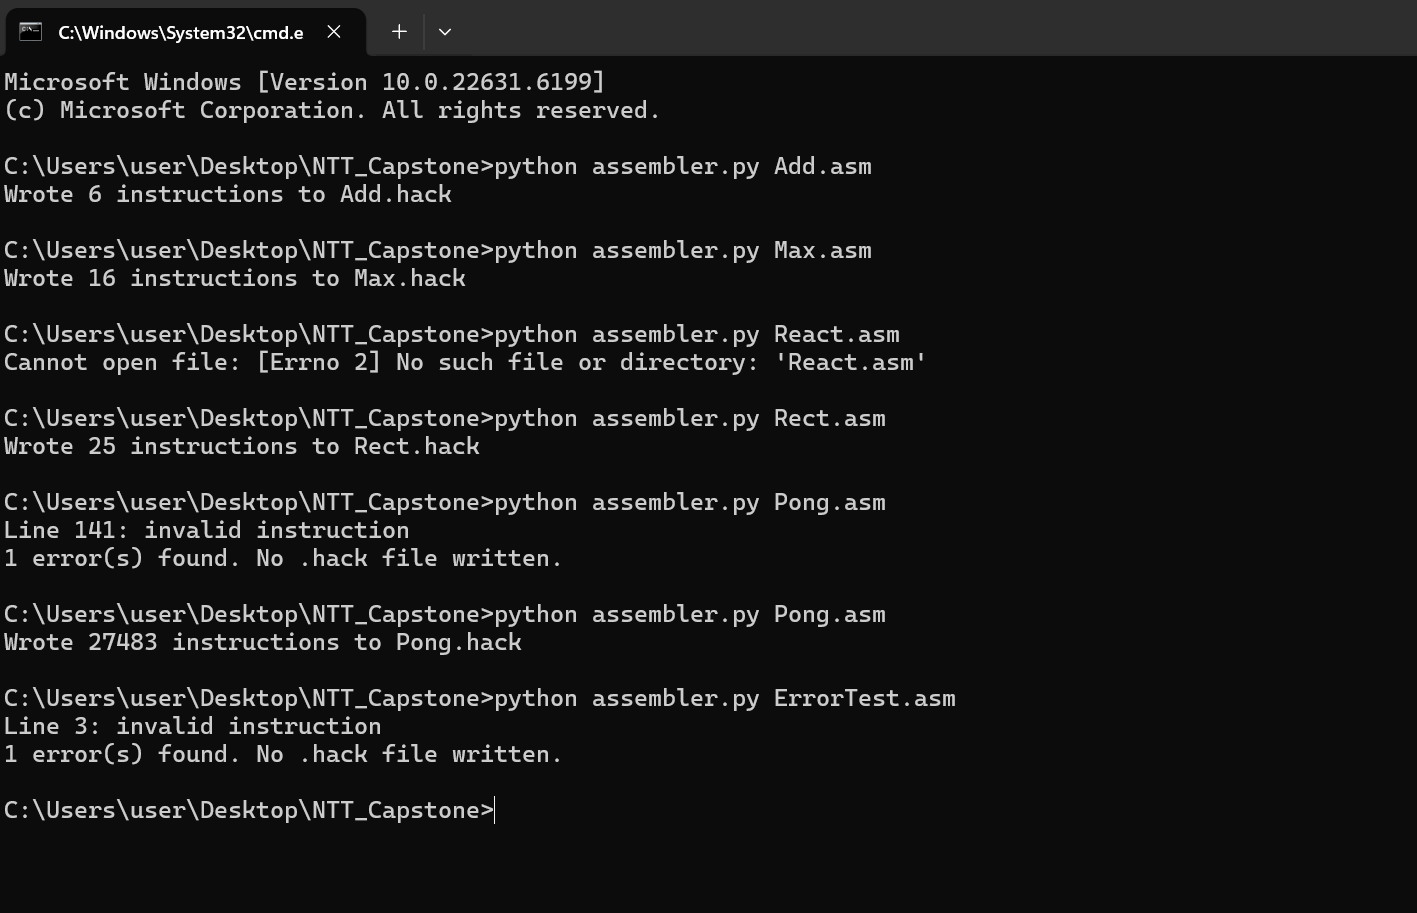 C:\Windows\System32\cmd.e
Microsoft Windows [Version 10.0.22631.6199]
(c) Microsoft Corporation. All rights reserved.
C:\Users\user\Desktop\NTT_Capstone>python assembler.py Add.asm
Wrote 6 instructions to Add.hack
C:\Users\user\Desktop\NTT_Capstone>python assembler.py Max.asm
Wrote 16 instructions to Max.hack
C:\Users\user\Desktop\NTT_Capstone>python assembler.py React.asm
Cannot open file: [Errno 2] No such file or directory: 'React.asm'
C:\Users\user\Desktop\NTT_Capstone>python assembler.py Rect.asm
Wrote 25 instructions to Rect.hack
C:\Users\user\Desktop\NTT_Capstone>python assembler.py Pong.asm
Line 141: invalid instruction
1 error(s) found. No .hack file written.
C:\Users\user\Desktop\NTT_Capstone>python assembler.py Pong.asm
Wrote 27483 instructions to Pong.hack
C:\Users\user\Desktop\NTT_Capstone>python assembler.py ErrorTest.asm
Line 3: invalid instruction
1 error(s) found. No .hack file written.
C:\Users\user\Desktop\NTT_Capstone>